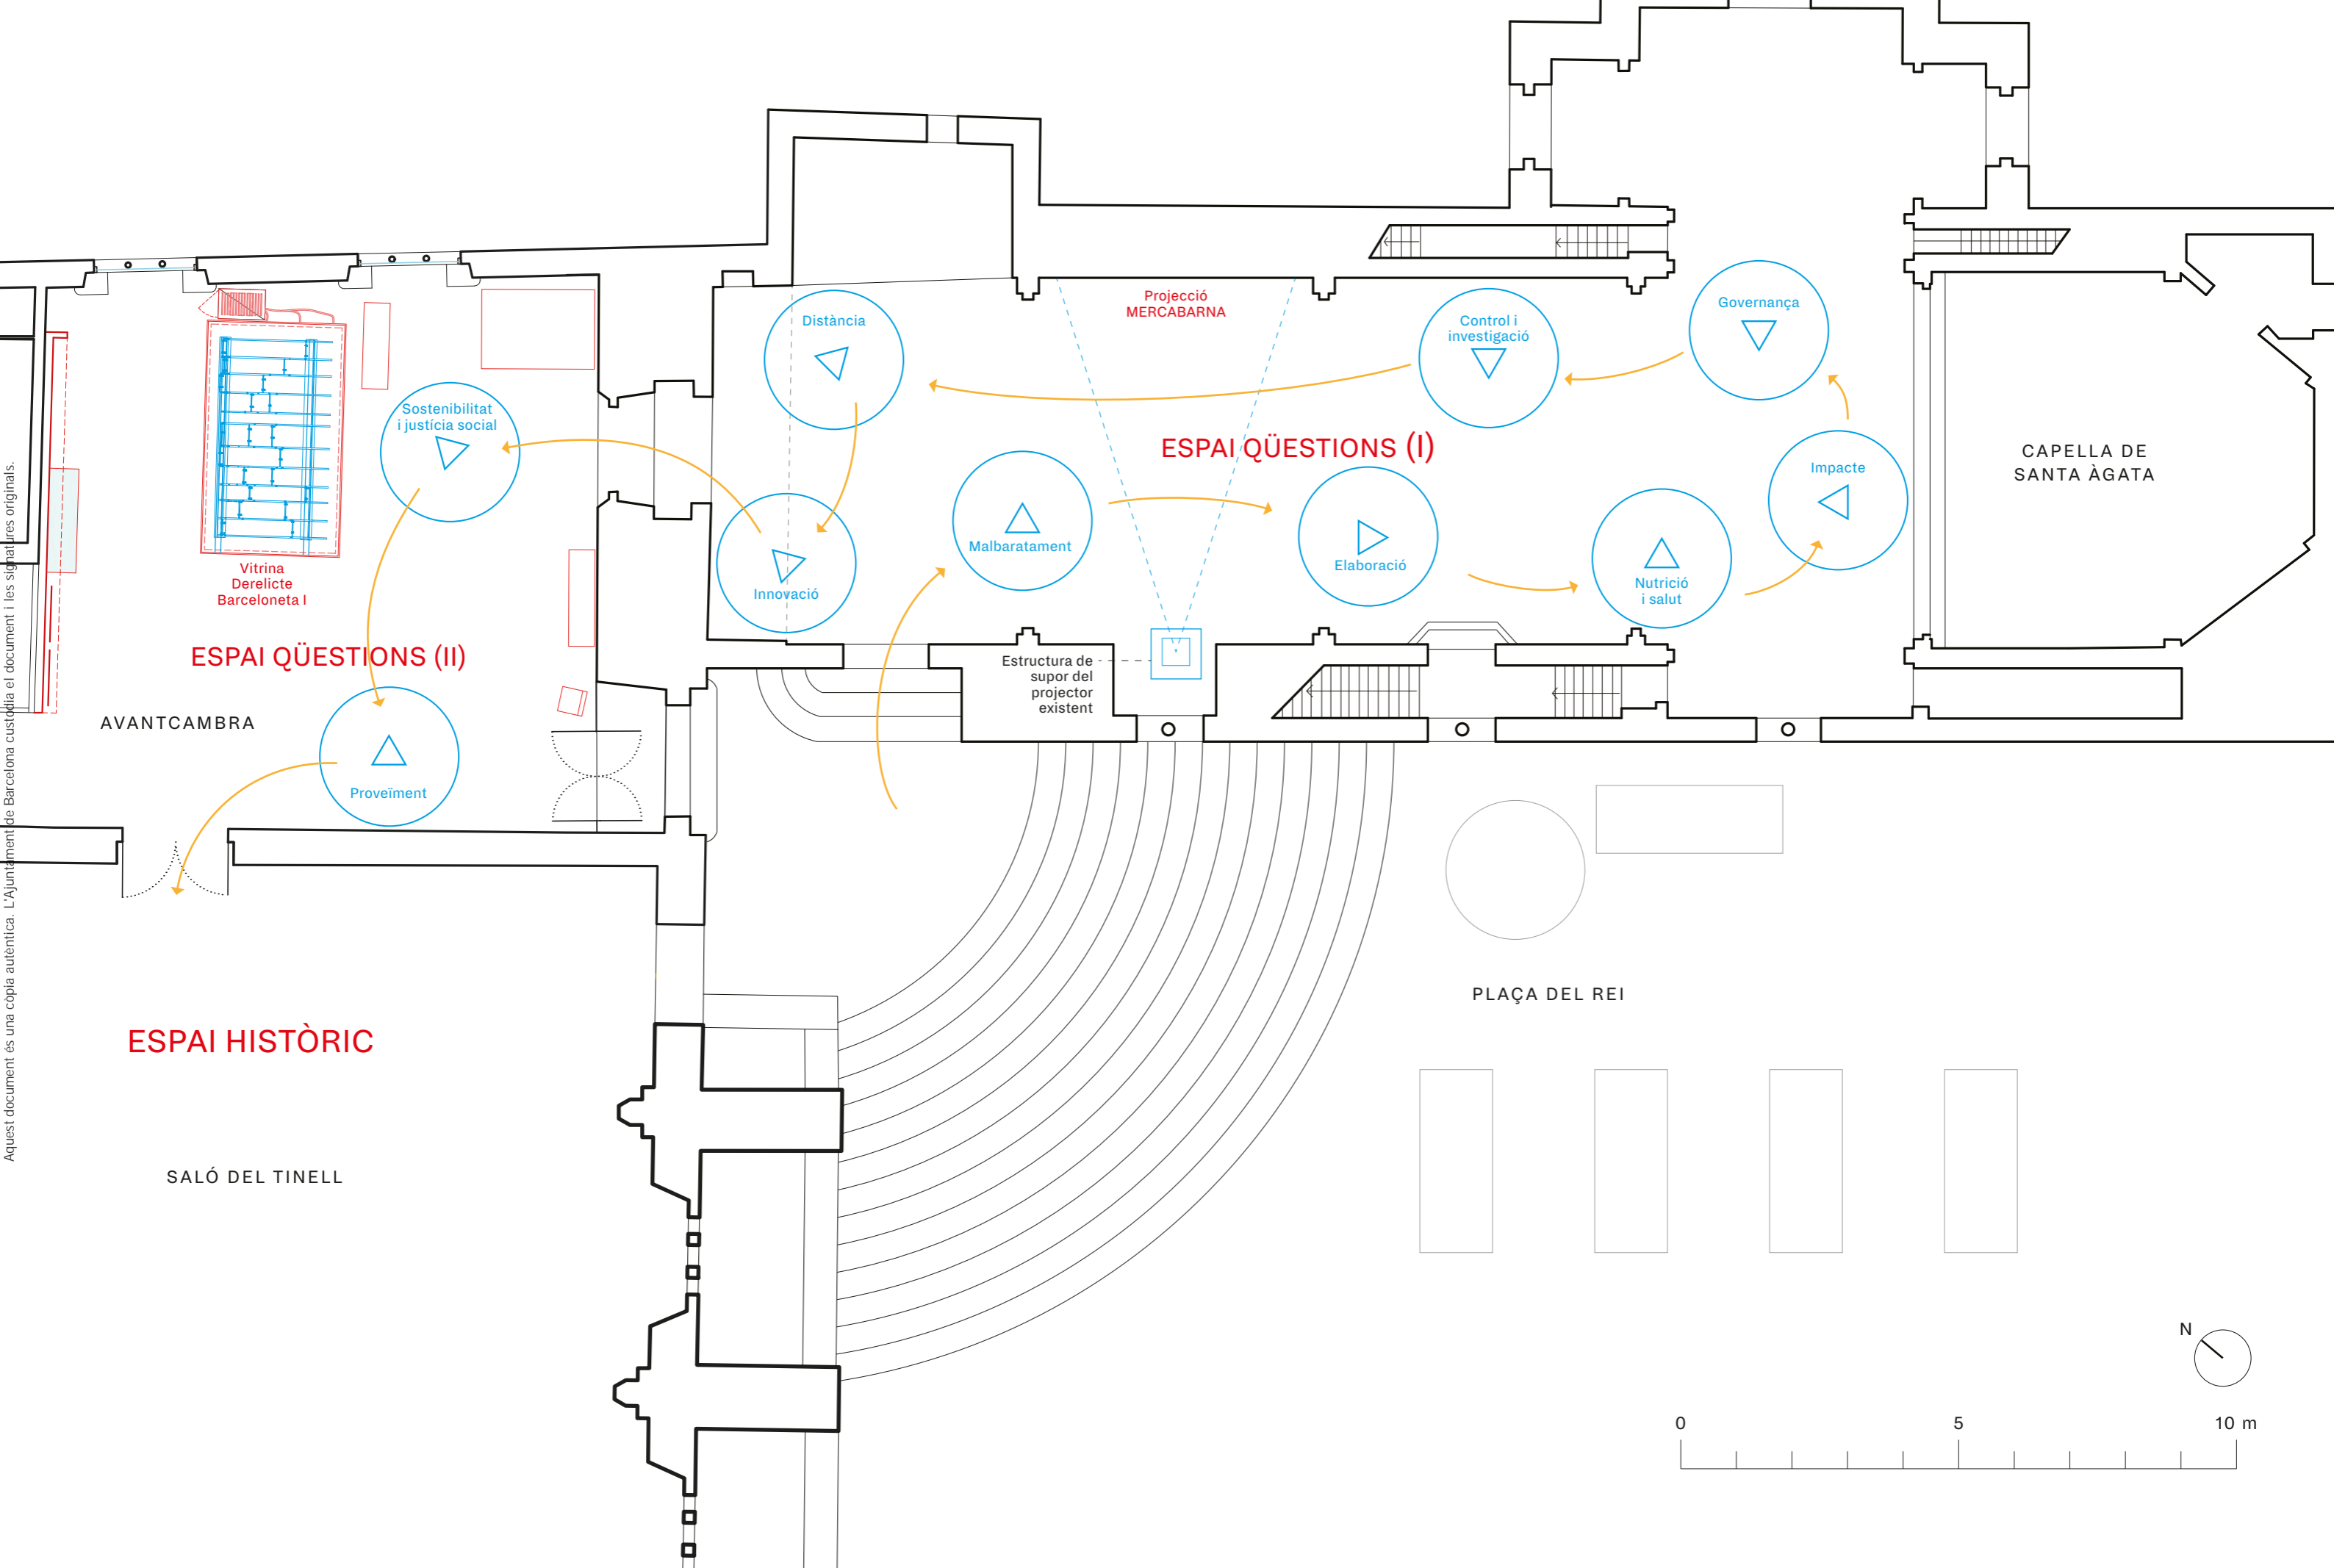 Projecció
MERCABARNA
Distància
Control i
investigació
Governança
Sostenibilitat
i justícia social
ESPAI QÜESTIONS (I)
CAPELLA DE
SANTA ÀGATA
Impacte
Malbaratament
Elaboració
Nutrició
i salut
Innovació
Vitrina
Derelicte
Barceloneta I
ESPAI QÜESTIONS (II)
Estructura de
supor del
projector
existent
AVANTCAMBRA
Proveïment
Aquest document és una còpia autèntica. L'Ajuntament de Barcelona custodia el document i les signatures originals.
PLAÇA DEL REI
ESPAI HISTÒRIC
SALÓ DEL TINELL
N
0 5 10 m